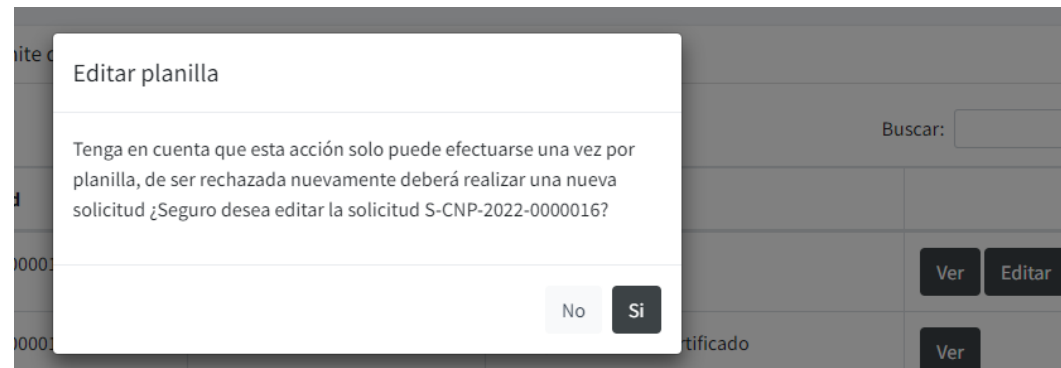 Editar planilla
Buscar:
Tenga en cuenta que esta acción solo puede efectuarse una vez por
planilla, de ser rechazada nuevamente deberá realizar una nueva
solicitud ¿Seguro desea editar la solicitud S-CNP-2022-0000016?
Ver Editar
No Si
Ver